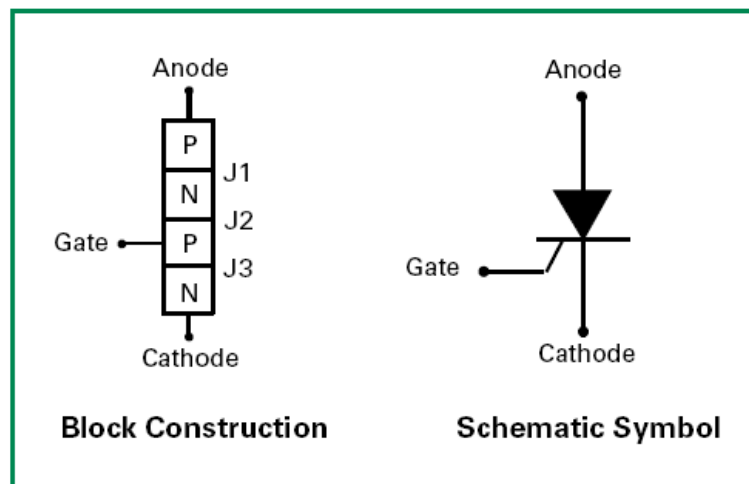 Anode
P
J1
N
J2
Gate
P
J3
N
Cathode
Block Construction
Anode
Gate
Cathode
Schematic Symbol